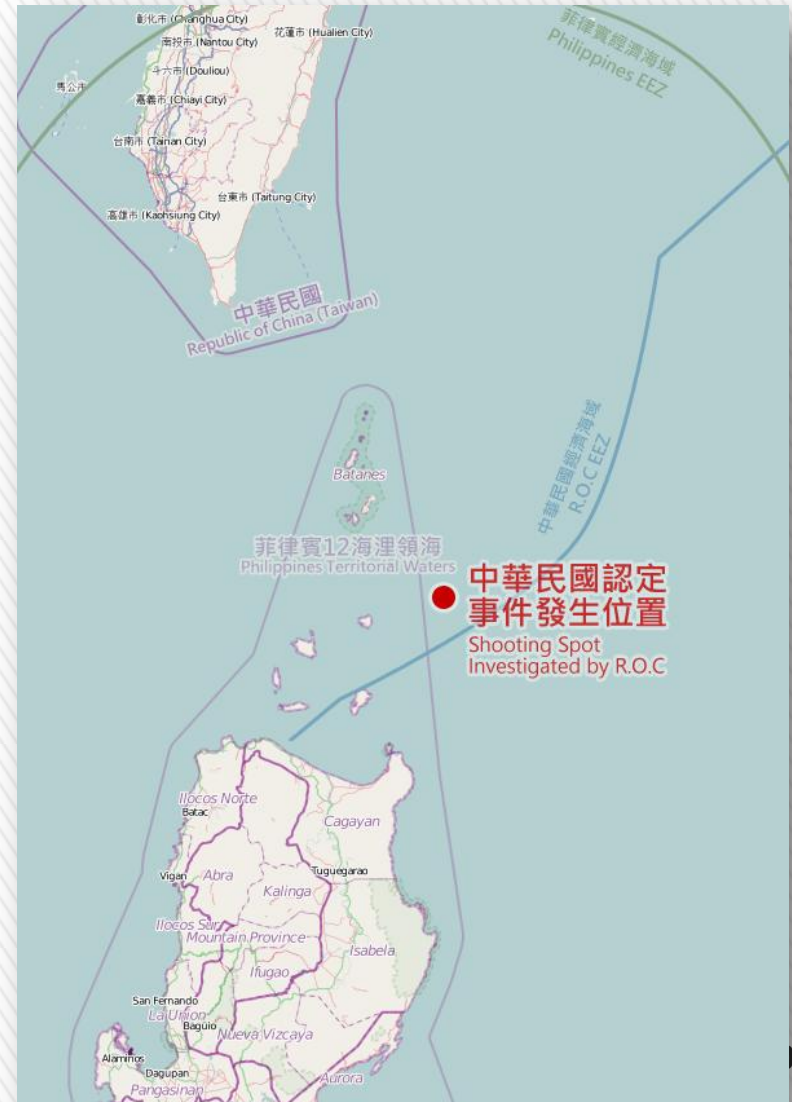 彰化市 (Changhua City)
花蓮市 (Hualien City)
南投市 (Nantou City)
斗六市 (Douliou)
馬公市
嘉義市 (Chiayi City)
台南市 (Tainan City)
台東市 (Taitung City)
高雄市 (Kaohsiung City)
菲律賓經濟海域
Philippines EEZ
中華民國
Republic of China (Taiwan)
中華民國經濟海域
R.O.C EEZ
Batanes
菲律賓12海浬領海
Philippines Territorial Waters
中華民國認定
事件發生位置
Shooting Spot
Investigated by R.O.C
Ilocos Norte
Batac
Cagayan
Vigan
Abra
Tuguegarao
Kalinga
Ilocos Sur
Mountain Province
Isabela
Ifugao
San Fernando
La Union
Baguio
Nueva Vizcaya
Alaminos
Dagupan
Aurora
Pangasinan